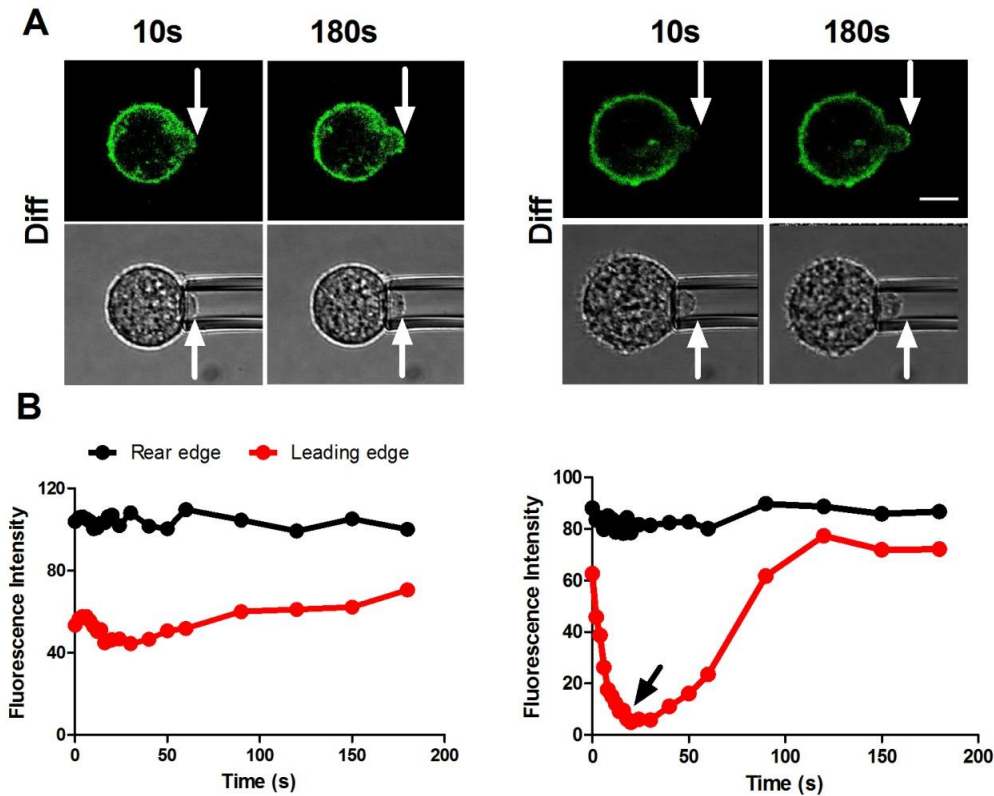 A
10s 180s 10s 180s
Diff Diff
B
Rear edge Leading edge
Fluorescence Intensity
120
80
40
0
0 50 100 150 200
Time (s)
Fluorescence Intensity
100
80
60
40
20
0
0 50 100 150 200
Time (s)